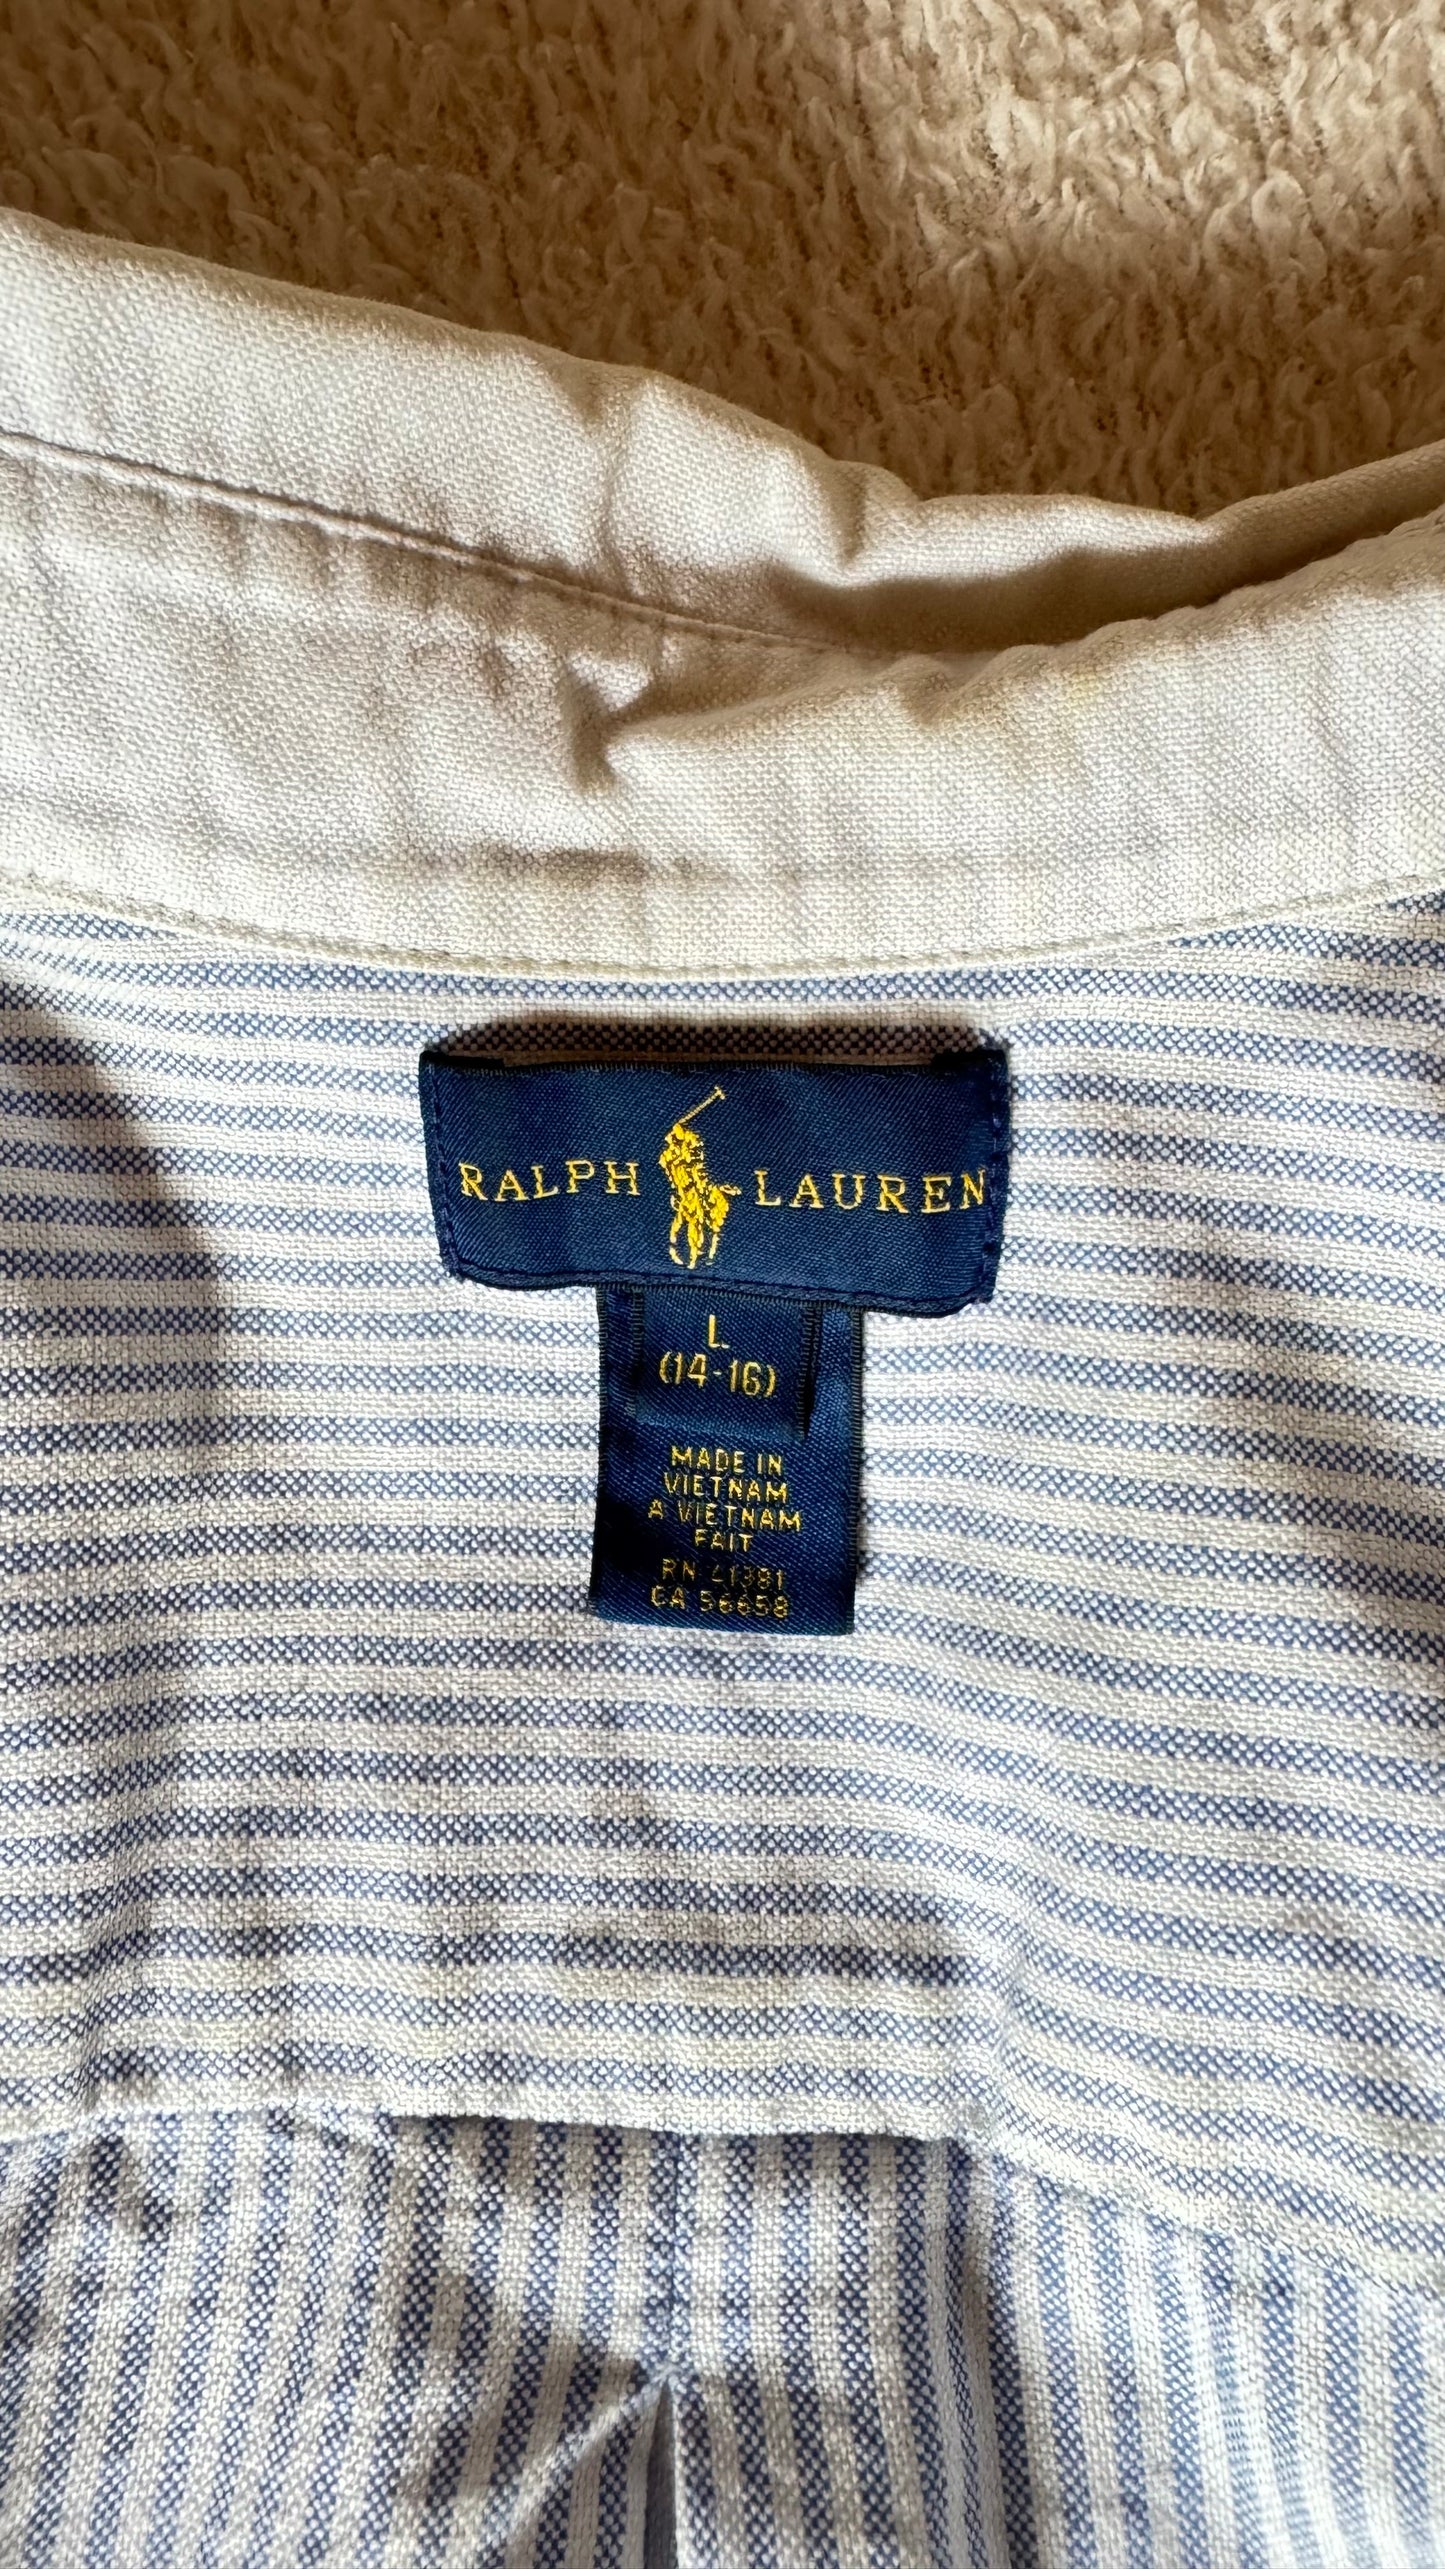 RALPH LAUREN
L
(14-16)
MADE IN
VIETNAM
A VIETNAM
FAIT
RN 41381
CA 56658